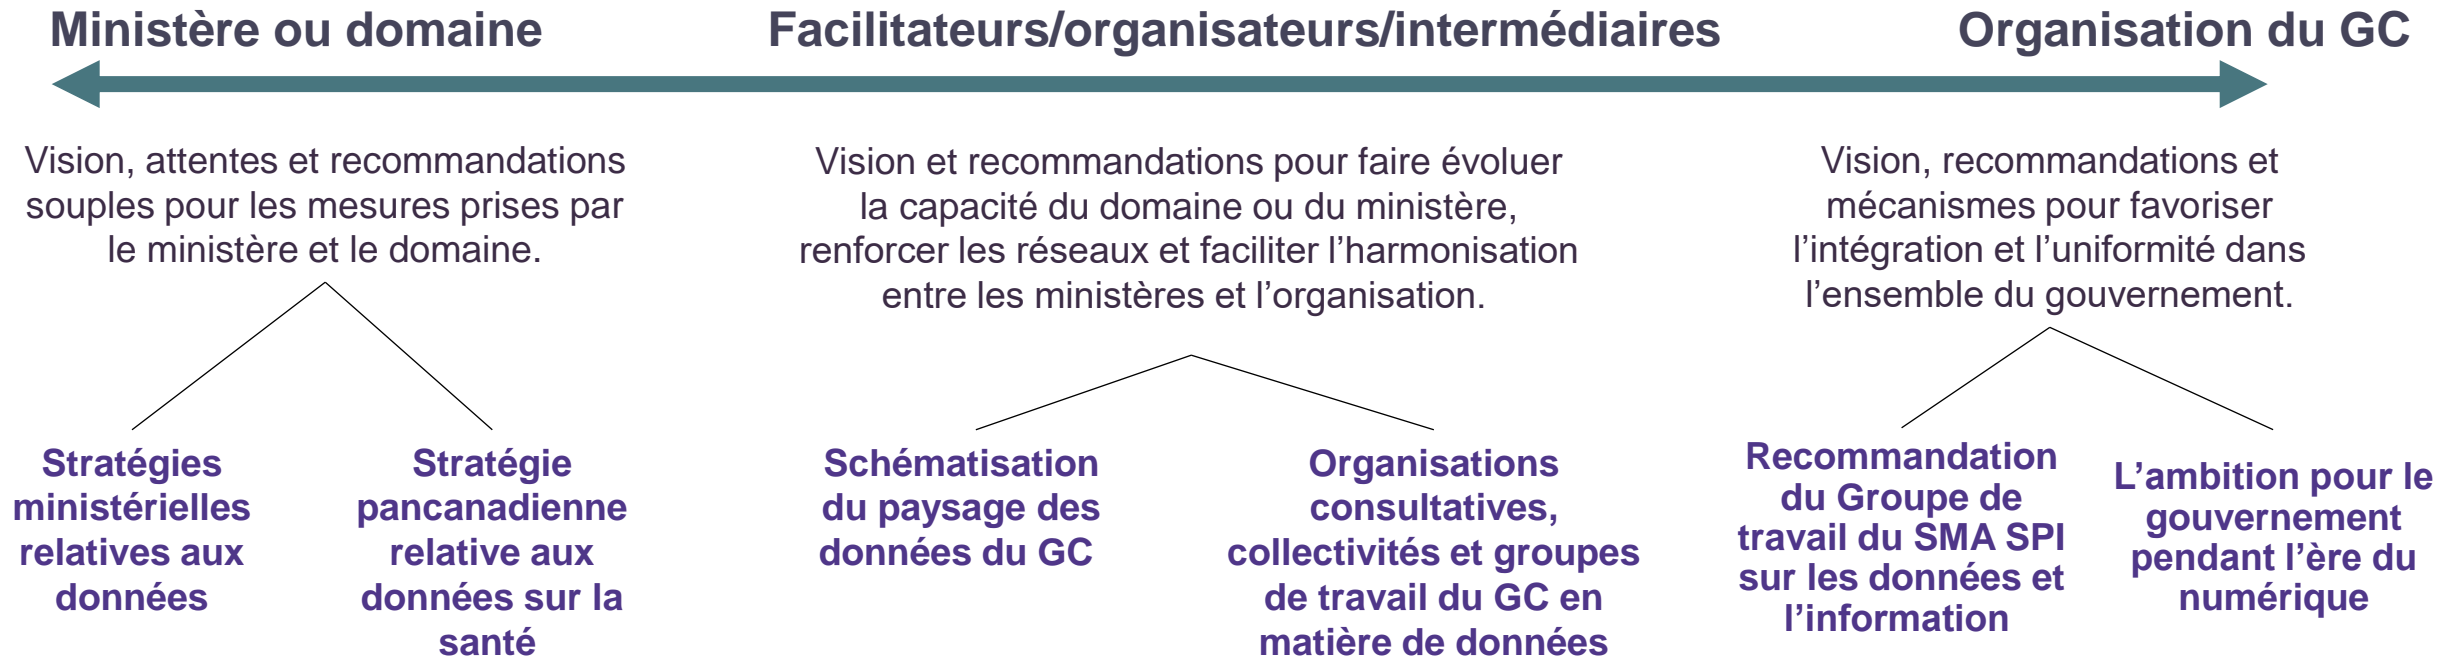 Ministère ou domaine
Facilitateurs/organisateurs/intermédiaires
Organisation du GC
Vision, attentes et recommandations
souples pour les mesures prises par
le ministère et le domaine.
Vision et recommandations pour faire évoluer
la capacité du domaine ou du ministère,
renforcer les réseaux et faciliter l’harmonisation
entre les ministères et l’organisation.
Vision, recommandations et
mécanismes pour favoriser
l’intégration et l’uniformité dans
l’ensemble du gouvernement.
Stratégies
ministérielles
relatives aux
données
Stratégie
pancanadienne
relative aux
données sur la
santé
Schématisation
du paysage des
données du GC
Organisations
consultatives,
collectivités et groupes
de travail du GC en
matière de données
Recommandation
du Groupe de
travail du SMA SPI
sur les données et
l’information
L’ambition pour le
gouvernement
pendant l’ère du
numérique